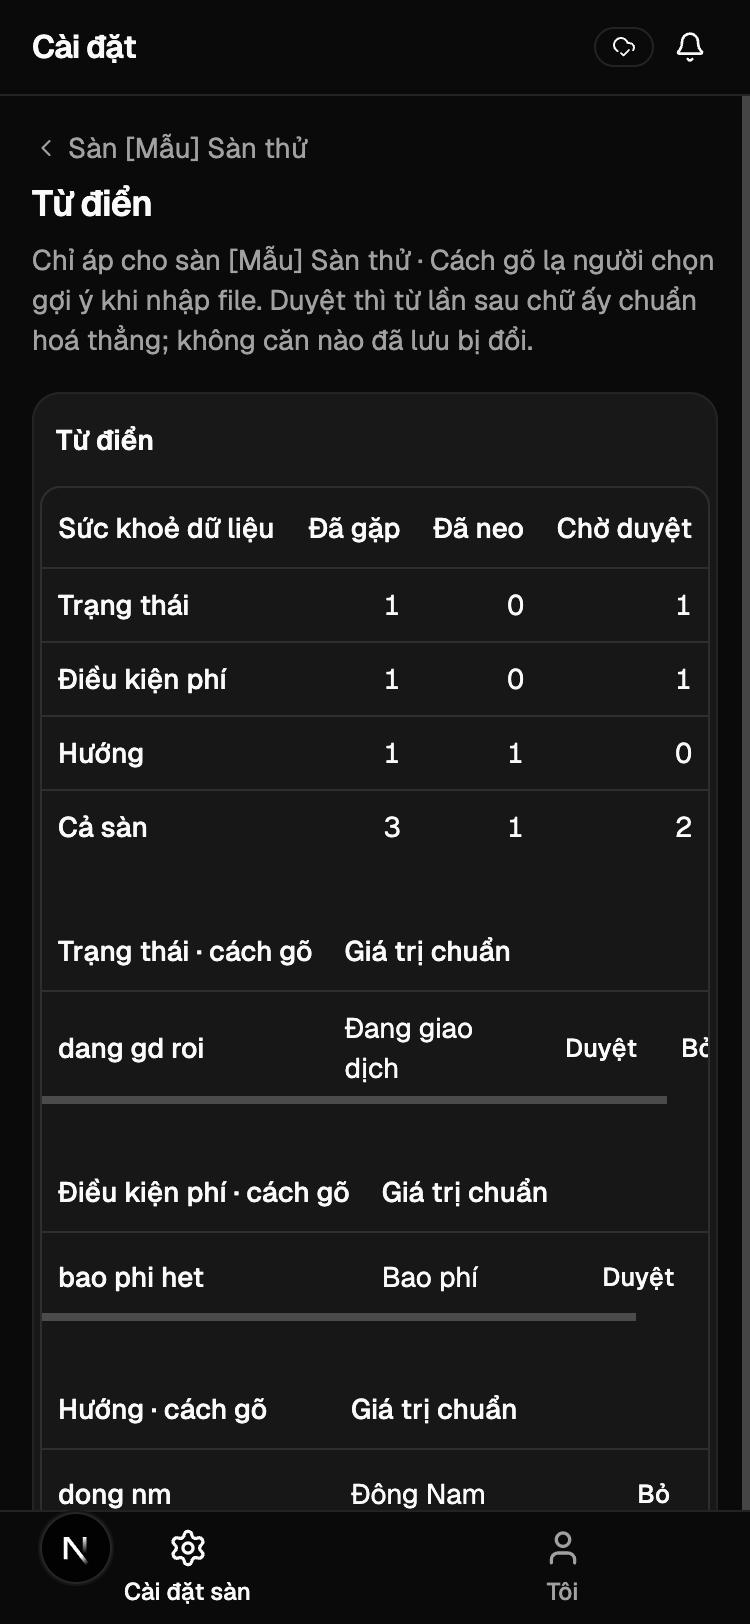 Cài đặt
Sàn [Mẫu] Sàn thử
Từ điển
Chỉ áp cho sàn [Mẫu] Sàn thử · Cách gõ lạ người chọn
gợi ý khi nhập file. Duyệt thì từ lần sau chữ ấy chuẩn
hoá thẳng; không căn nào đã lưu bị đổi.
Từ điển
Sức khoẻ dữ liệu Đã gặp Đã neo Chờ duyệt
Trạng thái 1 0 1
Điều kiện phí 1 0 1
Hướng 1 1 0
Cả sàn 3 1 2
Trạng thái · cách gõ Giá trị chuẩn
dang gd roi Đang giao dịch Duyệt Bỏ
Điều kiện phí · cách gõ Giá trị chuẩn
bao phi het Bao phí Duyệt
Hướng · cách gõ Giá trị chuẩn
dong nm Đông Nam Bỏ
N
Cài đặt sàn Tôi